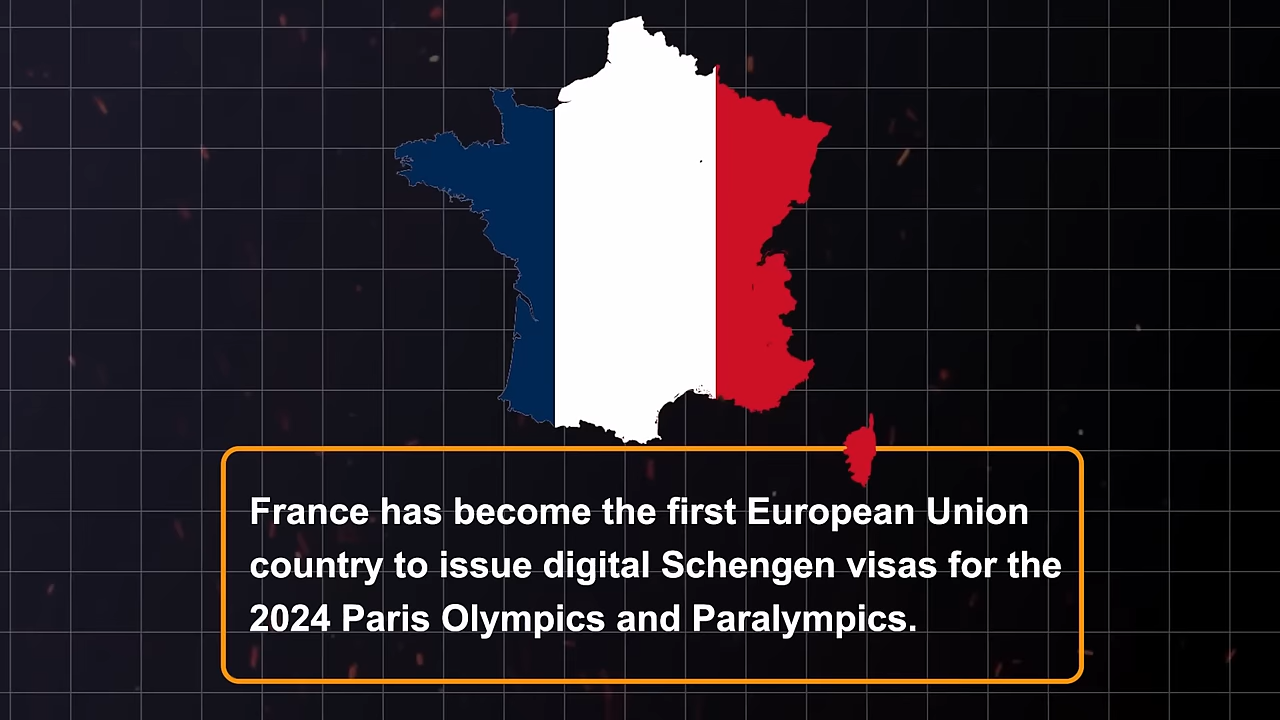 France has become the first European Union
country to issue digital Schengen visas for the
2024 Paris Olympics and Paralympics.